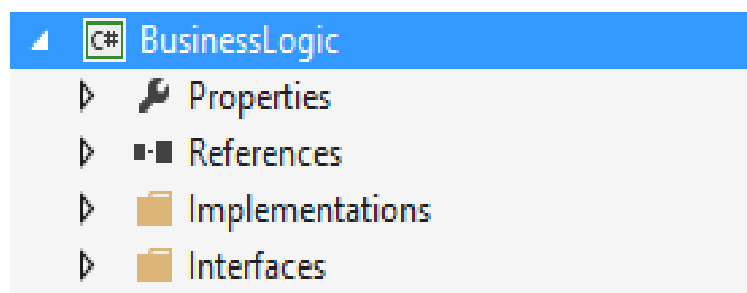 C# BusinessLogic
Properties
References
Implementations
Interfaces